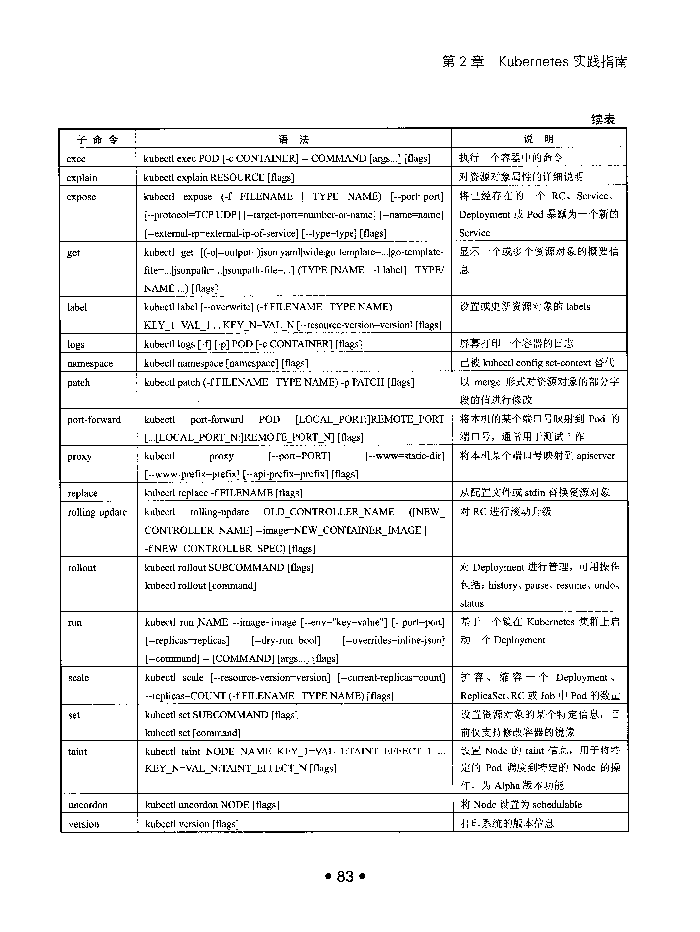 第 2 章 Kubernetes 实践指南
续表
子 命 令 语 法 说 明
exec kubectl exec POD [-c CONTAINER] -- COMMAND [args...] [flags] 执行一个容器中的命令
explain kubectl explain RESOURCE [flags] 对资源对象属性的详细说明
expose kubectl expose (-f FILENAME | TYPE NAME) [--port=port] 将已经存在的一个 RC、Service、
[--protocol=TCP|UDP] [--target-port=number-or-name] [--name=name] Deployment 或 Pod 暴露为一个新的
[--external-ip=external-ip-of-service] [--type=type] [flags] Service
get kubectl get [(-o|--output=)json|yaml|wide|go-template=...|go-template- 显示一个或多个资源对象的概要信
file=...|jsonpath=...|jsonpath-file=...] (TYPE [NAME | -l label] | TYPE/ 息
NAME ...) [flags]
label kubectl label [--overwrite] (-f FILENAME | TYPE NAME) 设置或更新资源对象的 labels
KEY_1=VAL_1 ... KEY_N=VAL_N [--resource-version=version] [flags]
logs kubectl logs [-f] [-p] POD [-c CONTAINER] [flags] 屏幕打印一个容器的日志
namespace kubectl namespace [namespace] [flags] 已被 kubectl config set-context 替代
patch kubectl patch (-f FILENAME | TYPE NAME) -p PATCH [flags] 以 merge 形式对资源对象的部分字
段的值进行修改
port-forward kubectl port-forward POD [LOCAL_PORT:]REMOTE_PORT 将本机的某个端口号映射到 Pod 的
[...[LOCAL_PORT_N:]REMOTE_PORT_N] [flags] 端口号，通常用于测试工作
proxy kubectl proxy [--port=PORT] [--www=static-dir] 将本机某个端口号映射到 apiserver
[--www-prefix=prefix] [--api-prefix=prefix] [flags]
replace kubectl replace -f FILENAME [flags] 从配置文件或 stdin 替换资源对象
rolling-update kubectl rolling-update OLD_CONTROLLER_NAME ([NEW_ 对 RC 进行滚动升级
CONTROLLER_NAME] --image=NEW_CONTAINER_IMAGE |
-f NEW_CONTROLLER_SPEC) [flags]
rollout kubectl rollout SUBCOMMAND [flags] 对 Deployment 进行管理，可用操作
kubectl rollout [command] 包括：history、pause、resume、undo、
status
run kubectl run NAME --image=image [--env="key=value"] [--port=port] 基于一个镜在 Kubernetes 集群上启
[--replicas=replicas] [--dry-run=bool] [--overrides=inline-json] 动一个 Deployment
[--command] -- [COMMAND] [args...] [flags]
scale kubectl scale [--resource-version=version] [--current-replicas=count] 扩容、缩容一个 Deployment、
--replicas=COUNT (-f FILENAME | TYPE NAME) [flags] ReplicaSet、RC 或 Job 中 Pod 的数量
set kubectl set SUBCOMMAND [flags] 设置资源对象的某个特定信息，目
kubectl set [command] 前仅支持修改容器的镜像
taint kubectl taint NODE NAME KEY_1=VAL_1:TAINT_EFFECT_1 ... 设置 Node 的 taint 信息，用于将特
KEY_N=VAL_N:TAINT_EFFECT_N [flags] 定的 Pod 调度到特定的 Node 的操
作，为 Alpha 版本功能
uncordon kubectl uncordon NODE [flags] 将 Node 设置为 schedulable
version kubectl version [flags] 打印系统的版本信息
• 83 •